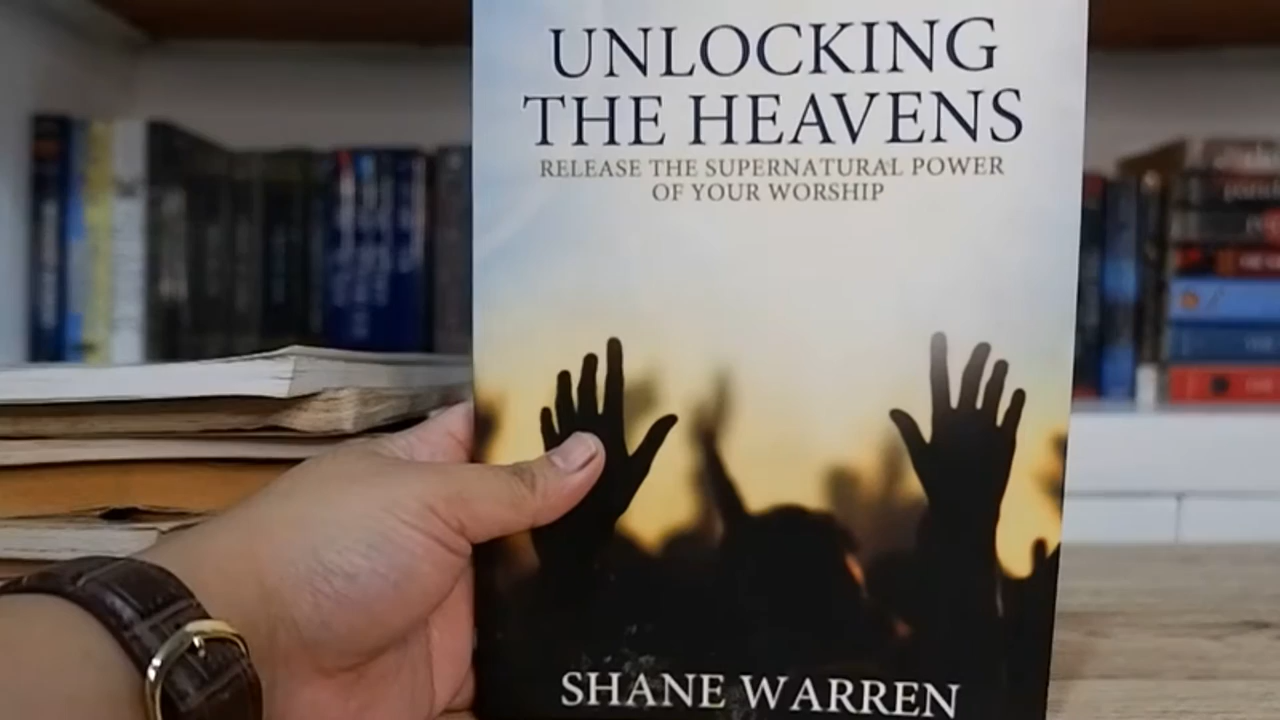 UNLOCKING
THE HEAVENS
RELEASE THE SUPERNATURAL POWER
OF YOUR WORSHIP
SHANE WARREN